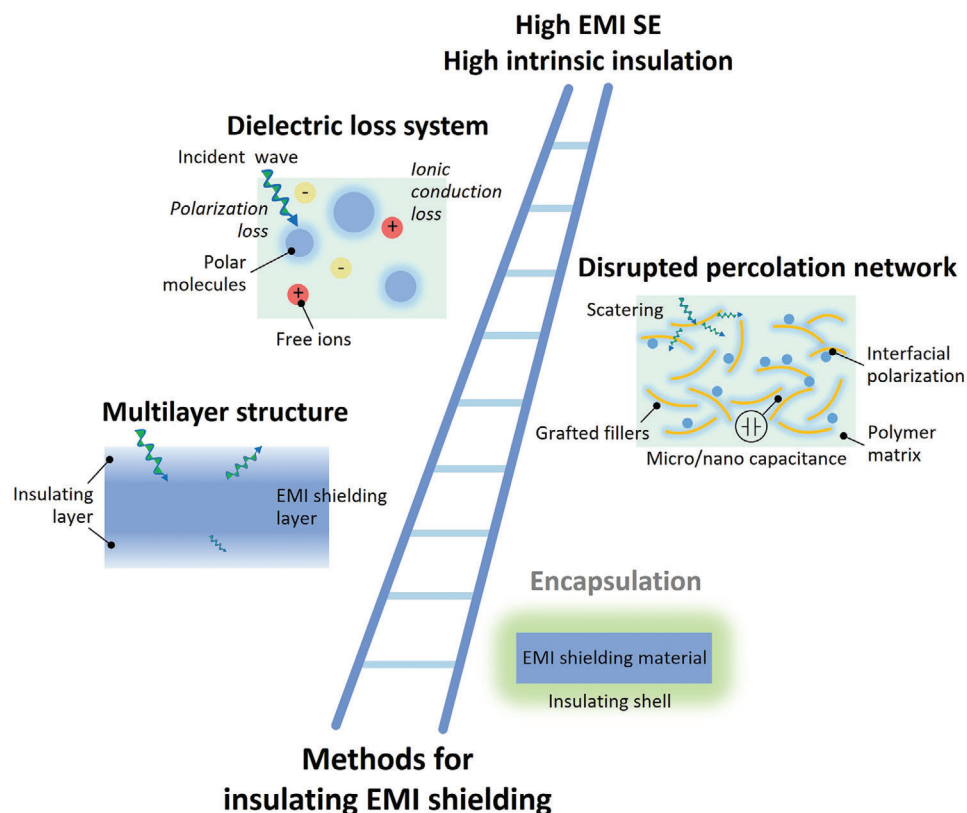 High EMI SE
High intrinsic insulation
Dielectric loss system
Incident wave
Ionic
conduction
loss
Polarization
loss
-
+
-
+
Polar
molecules
Free ions
Disrupted percolation network
Scatering
Interfacial
polarization
Grafted fillers
Micro/nano capacitance
Polymer
matrix
Multilayer structure
Insulating
layer
EMI shielding
layer
Encapsulation
EMI shielding material
Insulating shell
Methods for
insulating EMI shielding